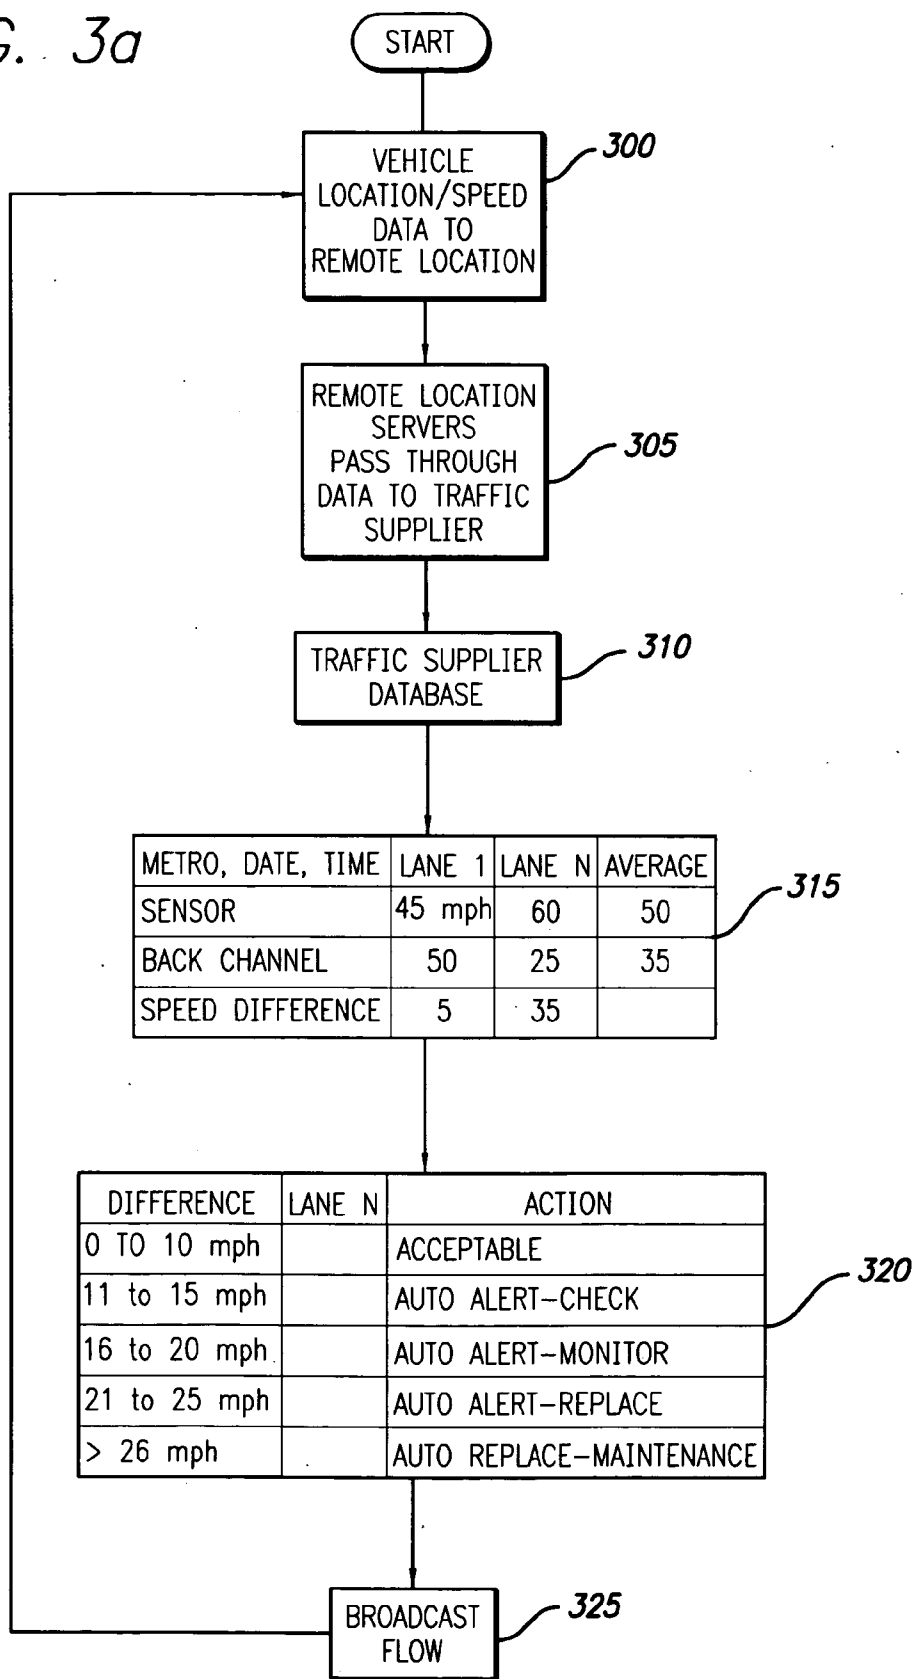 G. 3a
START
VEHICLE
LOCATION/SPEED
DATA TO
REMOTE LOCATION
300
REMOTE LOCATION
SERVERS
PASS THROUGH
DATA TO TRAFFIC
SUPPLIER
305
TRAFFIC SUPPLIER
DATABASE
310
METRO, DATE, TIME LANE 1 LANE N AVERAGE
SENSOR 45 mph 60 50
BACK CHANNEL 50 25 35
SPEED DIFFERENCE 5 35
315
DIFFERENCE LANE N ACTION
0 TO 10 mph ACCEPTABLE
11 to 15 mph AUTO ALERT-CHECK
16 to 20 mph AUTO ALERT-MONITOR
21 to 25 mph AUTO ALERT-REPLACE
> 26 mph AUTO REPLACE-MAINTENANCE
320
BROADCAST
FLOW
325